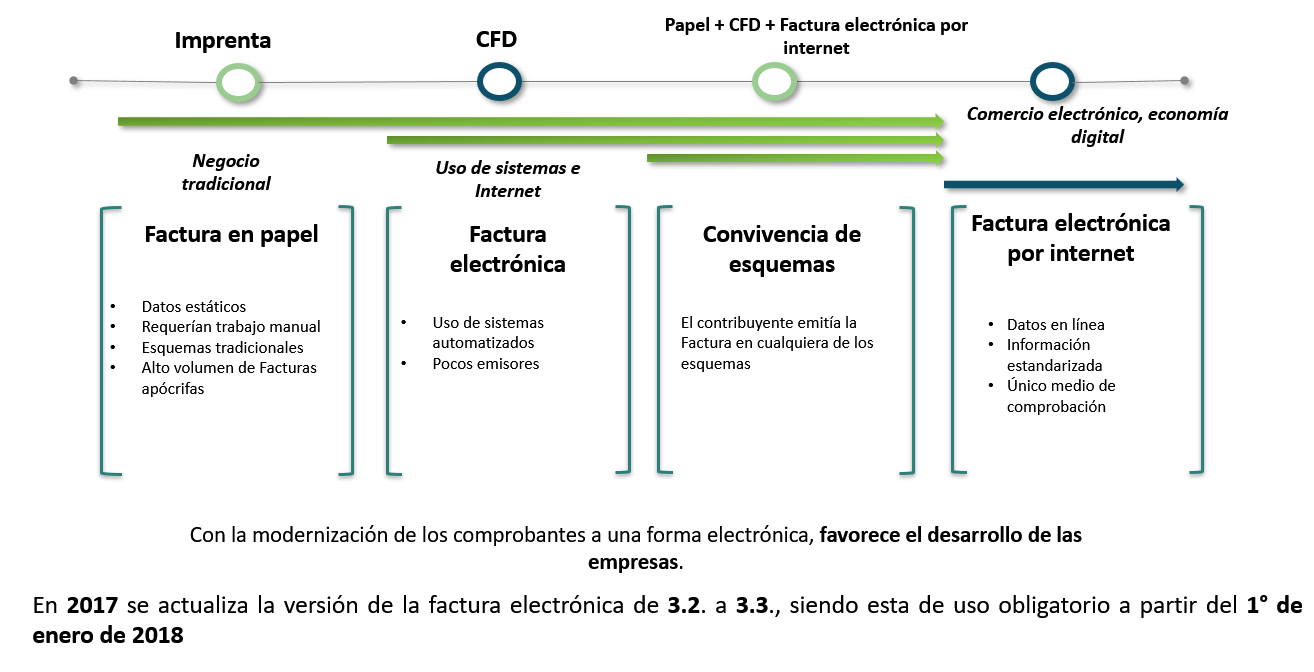 Imprenta
CFD
Papel + CFD + Factura electrónica por
internet
Comercio electrónico, economía
digital
Negocio
tradicional
Uso de sistemas e
Internet
Factura en papel
• Datos estáticos
• Requerían trabajo manual
• Esquemas tradicionales
• Alto volumen de Facturas
apócrifas
Factura
electrónica
• Uso de sistemas
automatizados
• Pocos emisores
Convivencia de
esquemas
El contribuyente emitía la
Factura en cualquiera de los
esquemas
Factura electrónica
por internet
• Datos en línea
• Información
estandarizada
• Único medio de
comprobación
Con la modernización de los comprobantes a una forma electrónica, favorece el desarrollo de las
empresas.
En 2017 se actualiza la versión de la factura electrónica de 3.2. a 3.3., siendo esta de uso obligatorio a partir del 1° de
enero de 2018